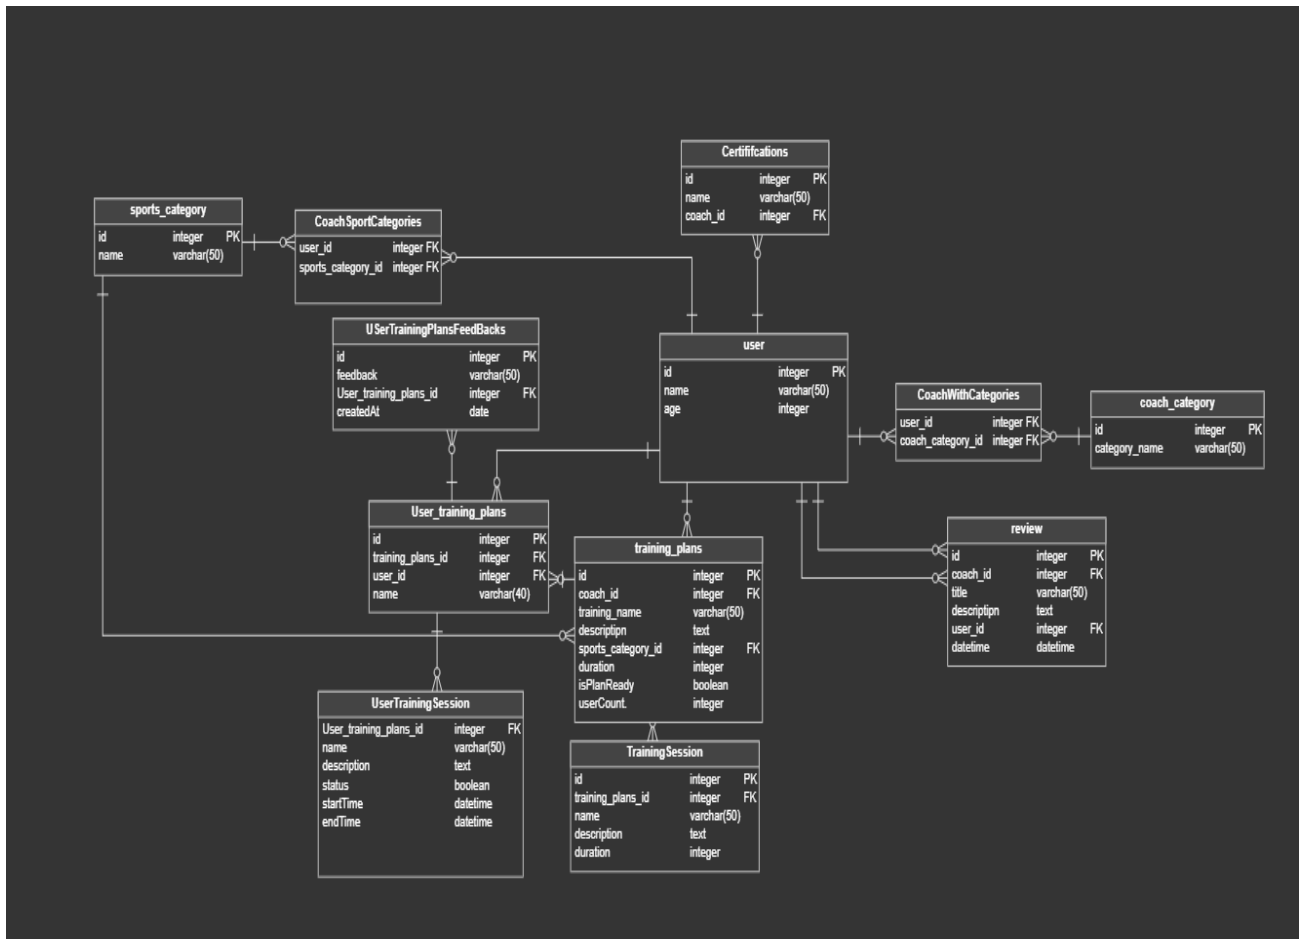 Certififcations
id integer PK
name varchar(50)
coach_id integer FK
sports_category
id integer PK
name varchar(50)
CoachSportCategories
user_id integer FK
sports_category_id integer FK
USerTrainingPlansFeedBacks
id integer PK
feedback varchar(50)
User_training_plans_id integer FK
createdAt date
user
id integer PK
name varchar(50)
age integer
CoachWithCategories
user_id integer FK
coach_category_id integer FK
coach_category
id integer PK
category_name varchar(50)
User_training_plans
id integer PK
training_plans_id integer FK
user_id integer FK
name varchar(40)
training_plans
id integer PK
coach_id integer FK
training_name varchar(50)
descriptipn text
sports_category_id integer FK
duration integer
isPlanReady boolean
userCount. integer
review
id integer PK
coach_id integer FK
title varchar(50)
descriptipn text
user_id integer FK
datetime datetime
UserTrainingSession
User_training_plans_id integer FK
name varchar(50)
description text
status boolean
startTime datetime
endTime datetime
TrainingSession
id integer PK
training_plans_id integer FK
name varchar(50)
description text
duration integer